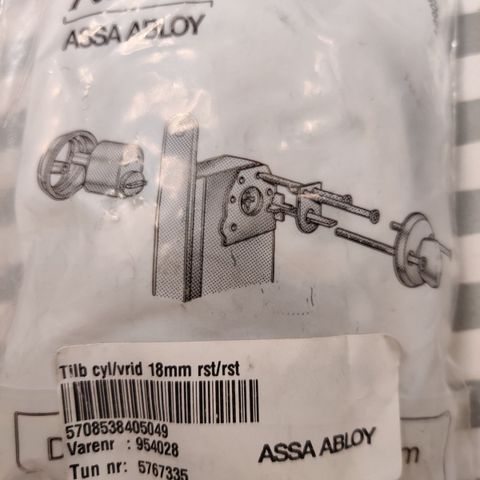 ASSA ABLOY
Tilb cyl/vrid 18mm rst/rst
5708538405049
Varenr : 954028
Tun nr: 5767335
ASSA ABLOY